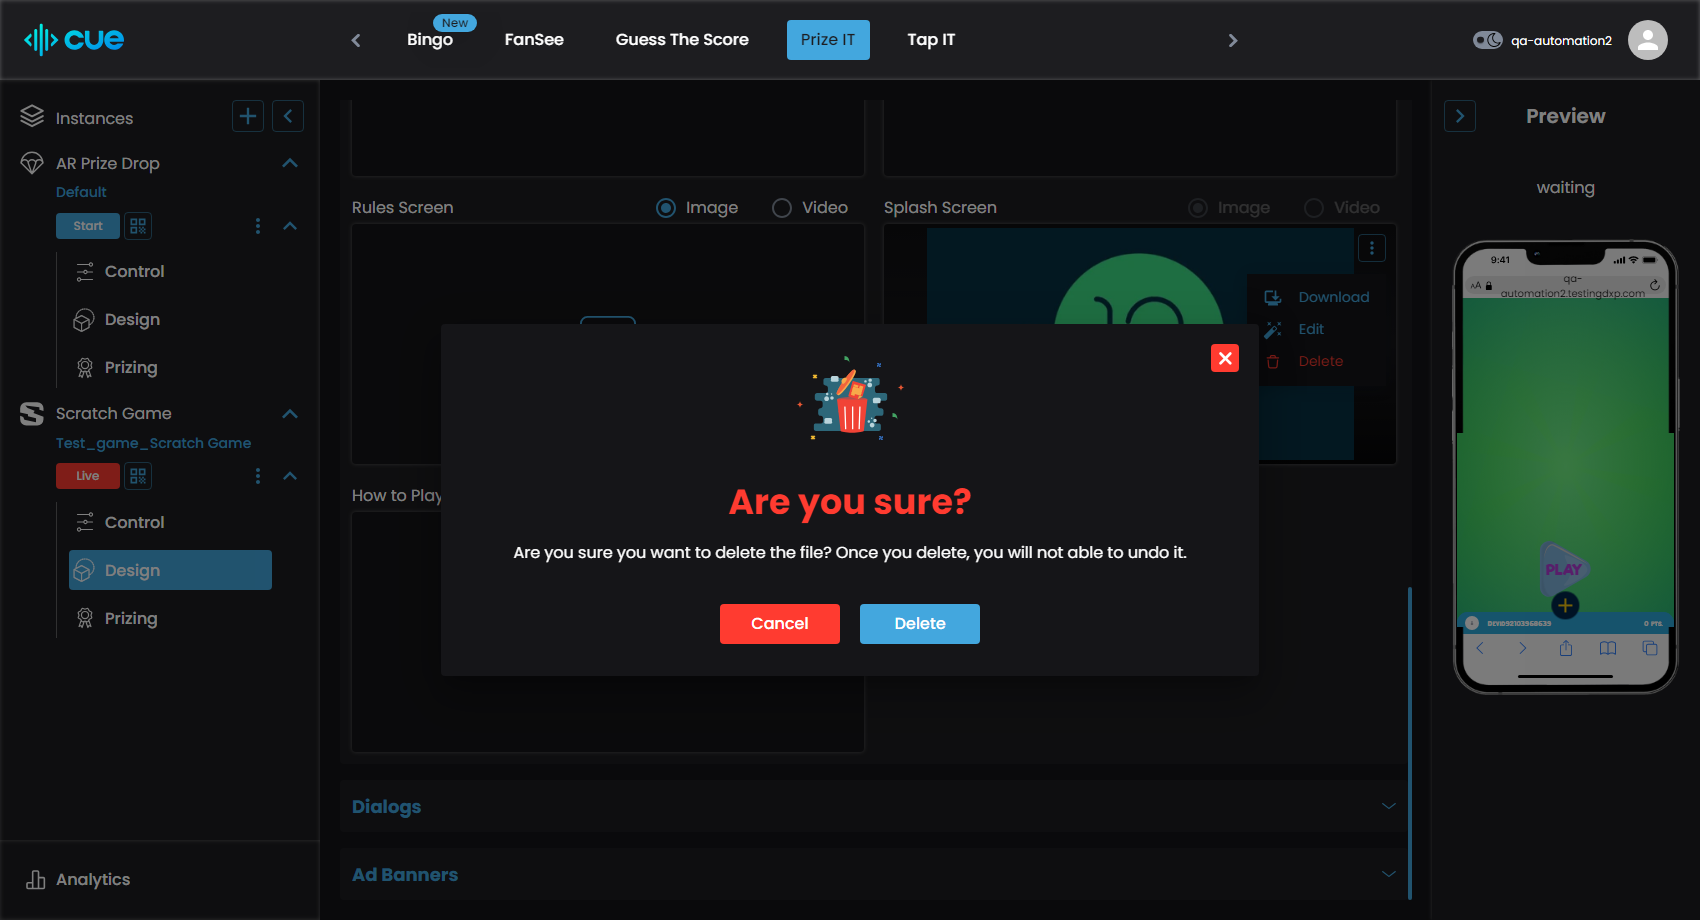 cue
New
Bingo
FanSee
Guess The Score
Prize IT
Tap IT
qa-automation2
Instances
AR Prize Drop
Default
Start
Control
Design
Prizing
Scratch Game
Test_game_Scratch Game
Live
Control
Design
Prizing
Analytics
Rules Screen
Image
Video
Splash Screen
Image
Video
Download
Edit
Delete
How to Play
Are you sure?
Are you sure you want to delete the file? Once you delete, you will not able to undo it.
Cancel
Delete
Dialogs
Ad Banners
Preview
waiting
9:41
AA
qa-
automation2.testingdxp.com
PLAY
DEVI092103968639
0 PTS.